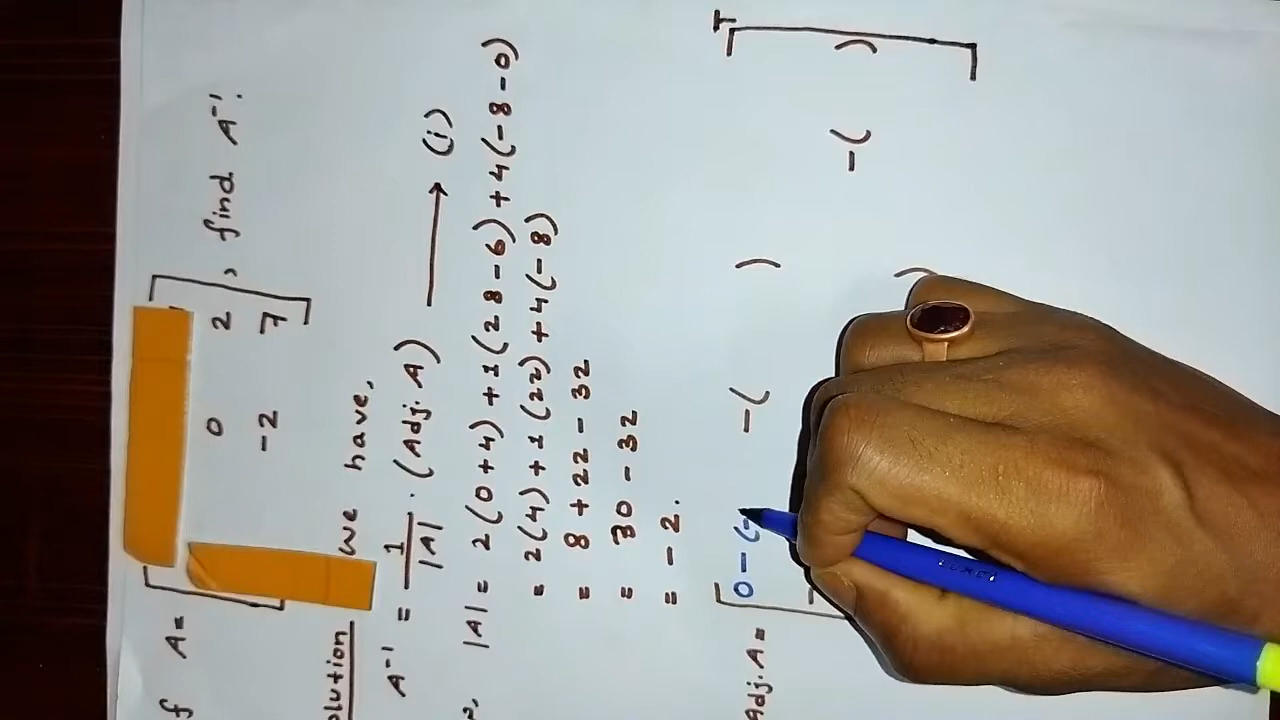 f A = [ 0 2 -2 7 ] , find A⁻¹.
olution We have,
A⁻¹ = 1/|A| . (Adj. A) ⟶ (i)
|A| = 2(0+4)+1(28-6)+4(-8-0)
= 2(4)+1(22)+4(-8)
= 8+22-32
= 30-32
= -2.
Adj. A = [ 0-( -( ) -( ) ) ]ᵀ